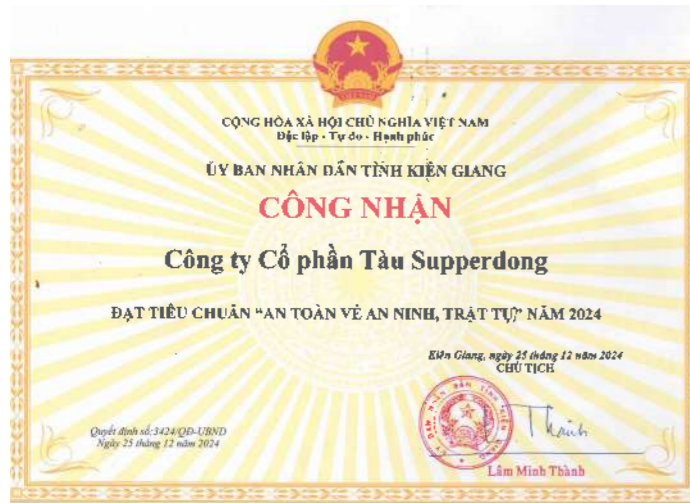 CỘNG HÒA XÃ HỘI CHỦ NGHĨA VIỆT NAM
Độc lập - Tự do - Hạnh phúc
ỦY BAN NHÂN DÂN TỈNH KIÊN GIANG
CÔNG NHẬN
Công ty Cổ phần Tàu Supperdong
ĐẠT TIÊU CHUẨN “AN TOÀN VỀ AN NINH, TRẬT TỰ” NĂM 2024
Kiên Giang, ngày 25 tháng 12 năm 2024
CHỦ TỊCH
Quyết định số:3424/QĐ-UBND
Ngày 25 tháng 12 năm 2024
Thành
Lâm Minh Thành